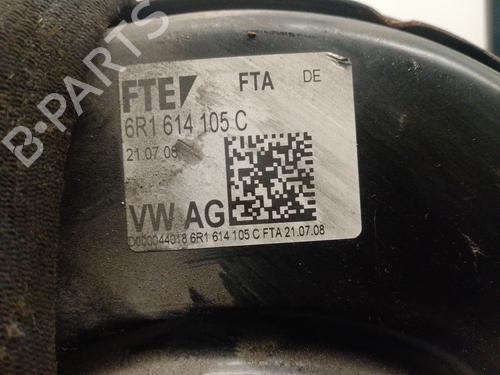 FTE FTA DE
6R1 614 105 C
21.07.08
VW AG
D000044018 6R1 614 105 C FTA 21.07.08
B-PARTS